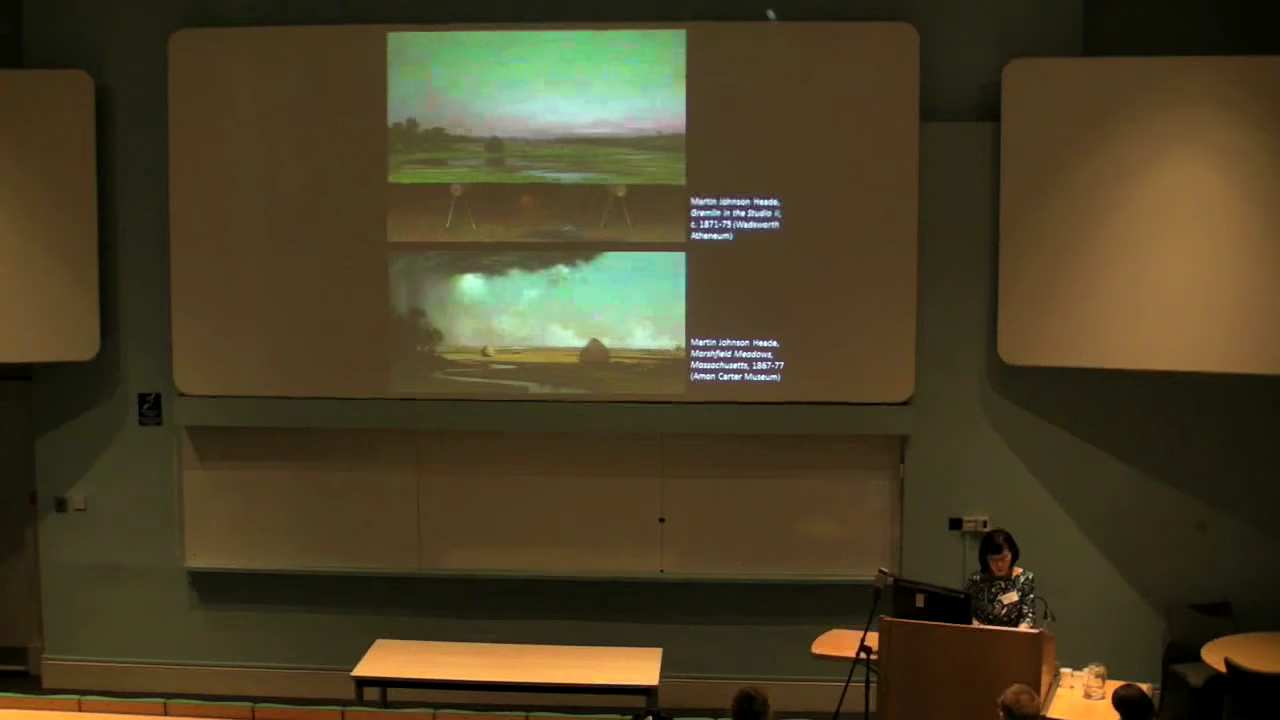 Martin Johnson Heade,
Gremlin in the Studio II,
c. 1871-75 (Wadsworth
Atheneum)
Martin Johnson Heade,
Marshfield Meadows,
Massachusetts, 1867-77
(Amon Carter Museum)